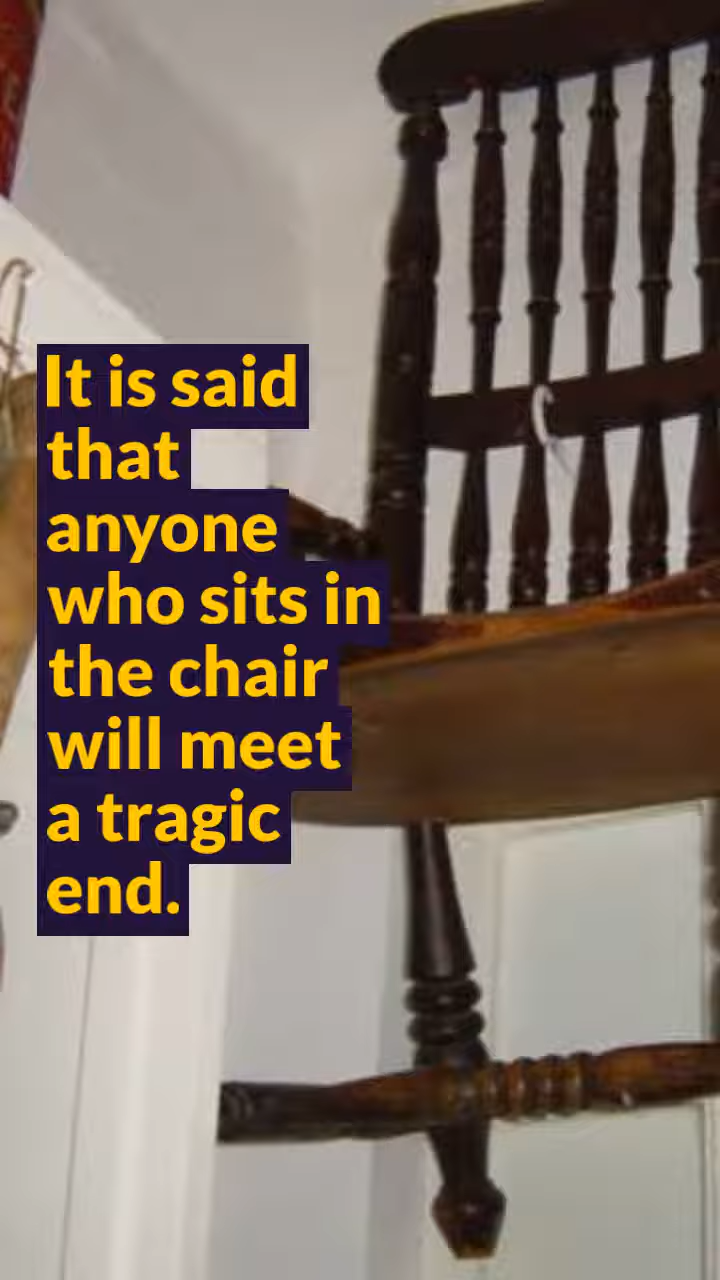 It is said
that
anyone
who sits in
the chair
will meet
a tragic
end.